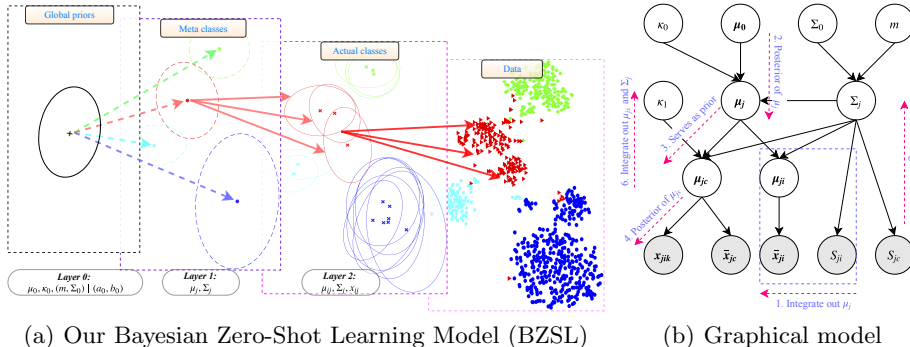 Global priors
Meta classes
Actual classes
Data
Layer 0:
μ₀, κ₀, (m, Σ₀) | (a₀, b₀)
Layer 1:
μⱼ, Σⱼ
Layer 2:
μᵢⱼ, Σⱼ, xᵢⱼ
(a) Our Bayesian Zero-Shot Learning Model (BZSL)
κ₀
μ₀
Σ₀
m
2. Posterior of μⱼ
κ₁
μⱼ
Σⱼ
6. Integrate out μⱼc and Σⱼ
3. Serves as prior
μjc
μji
4. Posterior of μjc
xjik
x̄jc
x̄ji
Sji
Sjc
1. Integrate out μⱼ
(b) Graphical model